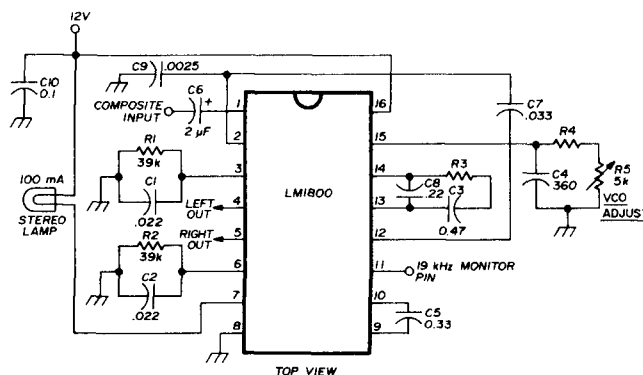 12V
C10
0.1
C9
.0025
C6
+
2 µF
COMPOSITE
INPUT
R1
39k
C1
.022
100 mA
STEREO
LAMP
LEFT
OUT
RIGHT
OUT
R2
39k
C2
.022
1
2
3
4
5
6
7
8
LM1800
16
15
14
13
12
11
10
9
C7
.033
R4
R5
5k
C4
360
VCO
ADJUST
R3
C8
.22
C3
0.47
19 kHz MONITOR
PIN
C5
0.33
TOP VIEW